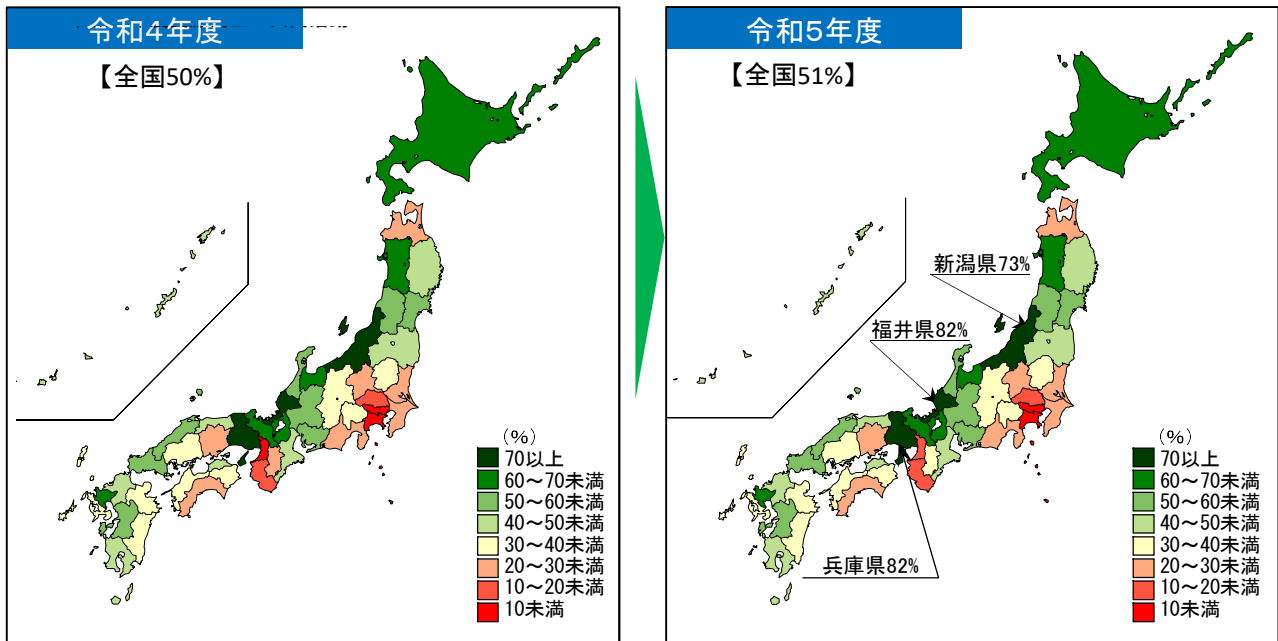 令和４年度
【全国50%】
（%）
70以上
60～70未満
50～60未満
40～50未満
30～40未満
20～30未満
10～20未満
10未満
令和５年度
【全国51%】
新潟県73%
福井県82%
兵庫県82%
（%）
70以上
60～70未満
50～60未満
40～50未満
30～40未満
20～30未満
10～20未満
10未満